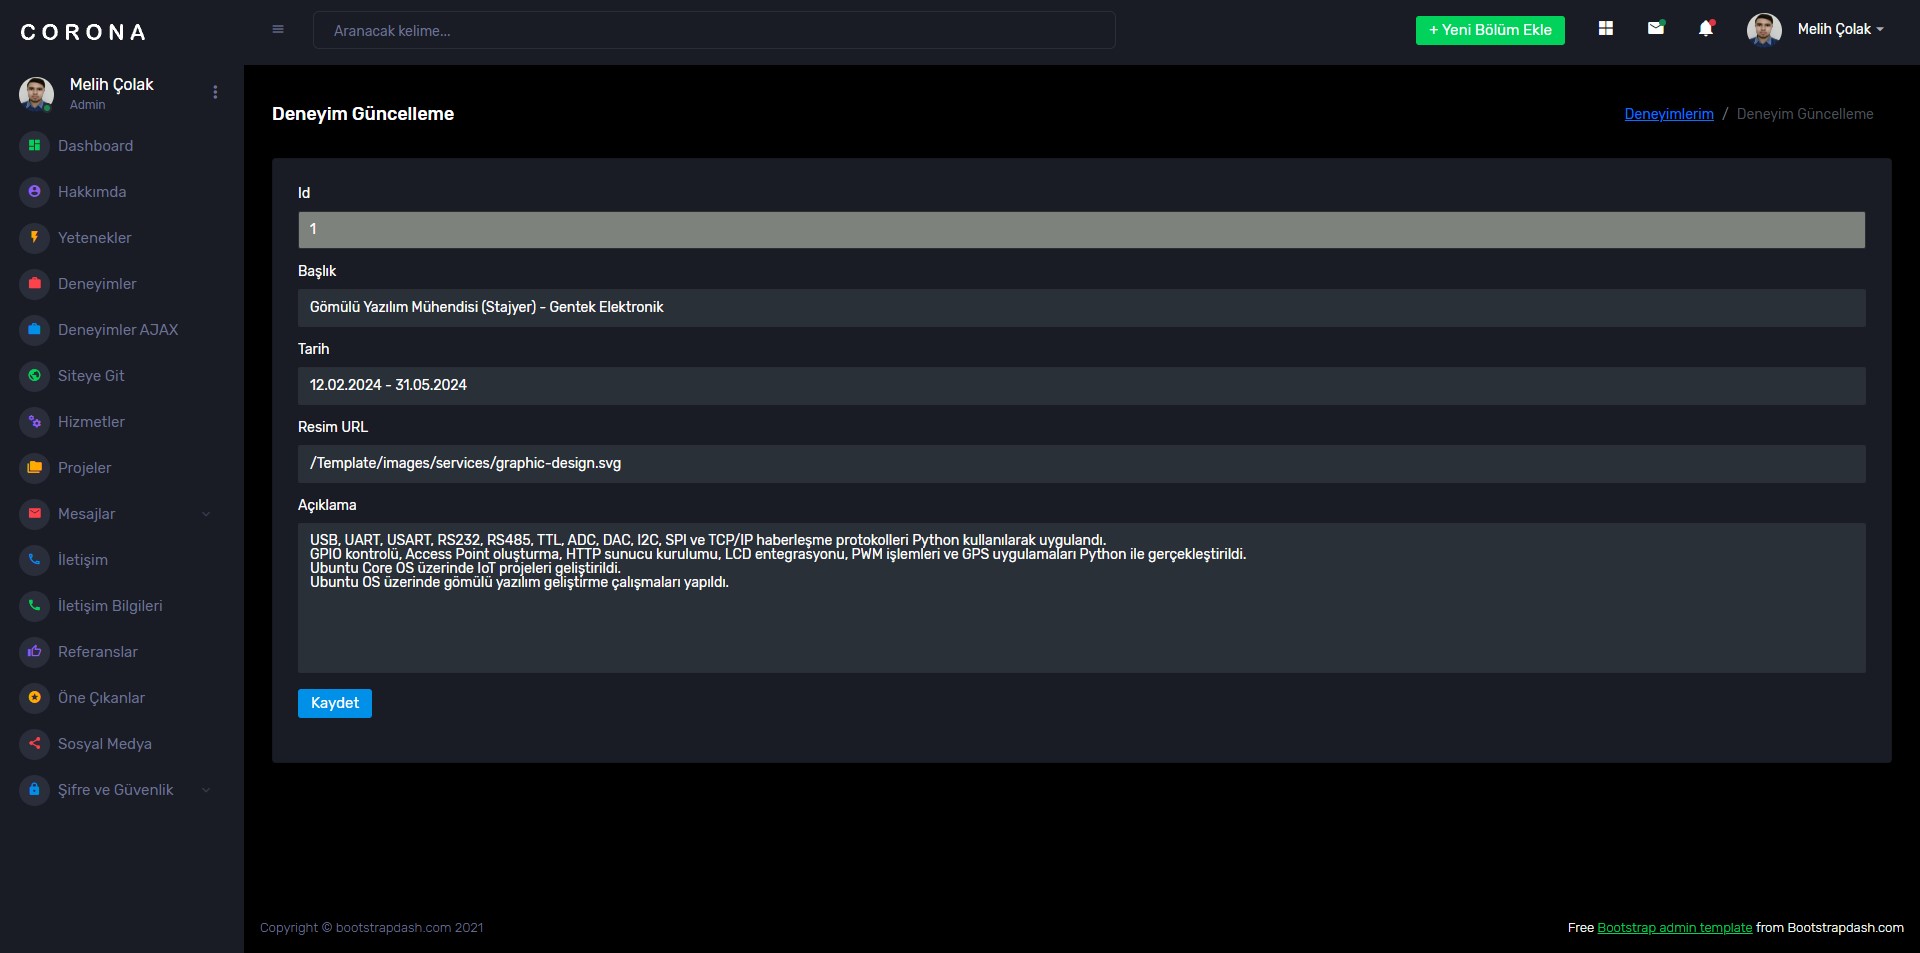 CORONA
Aranacak kelime...
+ Yeni Bölüm Ekle
Melih Çolak
Melih Çolak
Admin
Dashboard
Hakkımda
Yetenekler
Deneyimler
Deneyimler AJAX
Siteye Git
Hizmetler
Projeler
Mesajlar
İletişim
İletişim Bilgileri
Referanslar
Öne Çıkanlar
Sosyal Medya
Şifre ve Güvenlik
Deneyim Güncelleme
Deneyimlerim / Deneyim Güncelleme
Id
1
Başlık
Gömülü Yazılım Mühendisi (Stajyer) - Gentek Elektronik
Tarih
12.02.2024 - 31.05.2024
Resim URL
/Template/images/services/graphic-design.svg
Açıklama
USB, UART, USART, RS232, RS485, TTL, ADC, DAC, I2C, SPI ve TCP/IP haberleşme protokolleri Python kullanılarak uygulandı.
GPIO kontrolü, Access Point oluşturma, HTTP sunucu kurulumu, LCD entegrasyonu, PWM işlemleri ve GPS uygulamaları Python ile gerçekleştirildi.
Ubuntu Core OS üzerinde IoT projeleri geliştirildi.
Ubuntu OS üzerinde gömülü yazılım geliştirme çalışmaları yapıldı.
Kaydet
Copyright © bootstrapdash.com 2021
Free Bootstrap admin template from Bootstrapdash.com